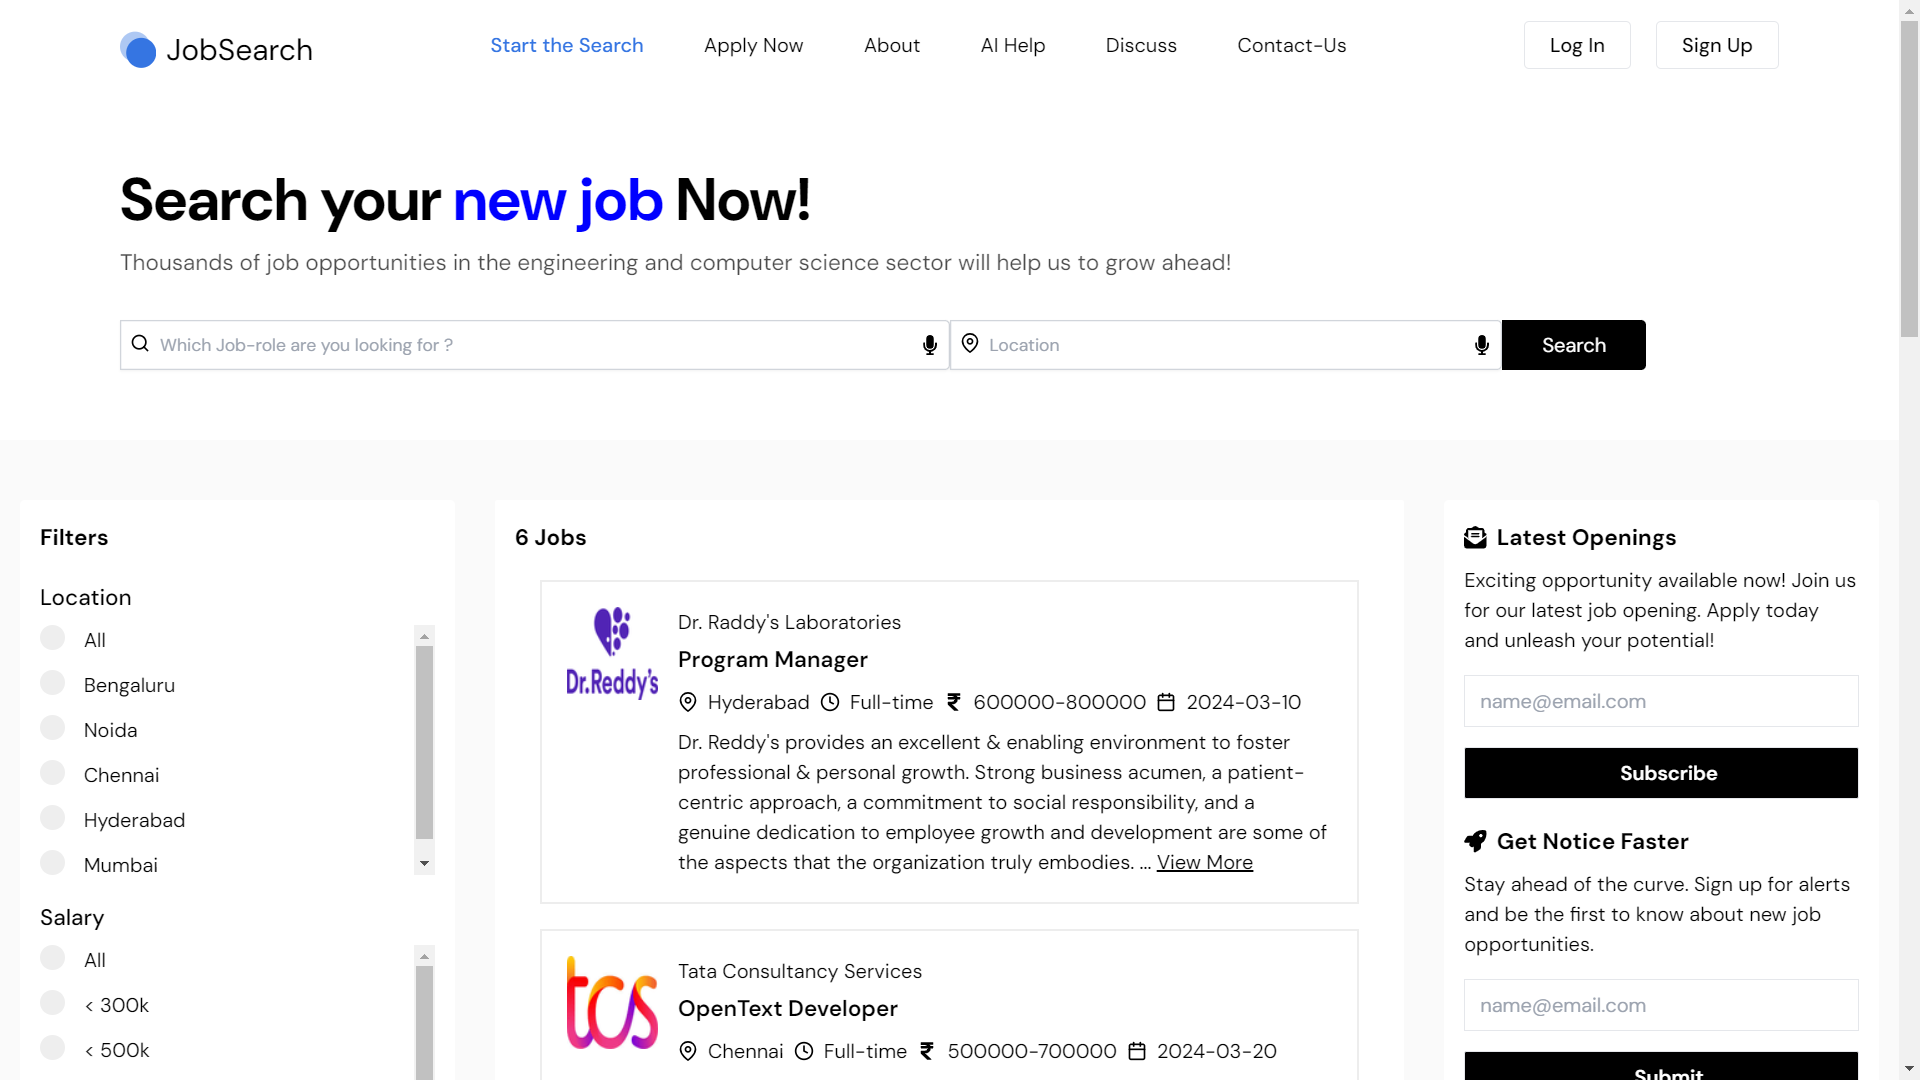 JobSearch
Start the Search
Apply Now
About
AI Help
Discuss
Contact-Us
Log In
Sign Up
Search your new job Now!
Thousands of job opportunities in the engineering and computer science sector will help us to grow ahead!
Which Job-role are you looking for ?
Location
Search
Filters
Location
All
Bengaluru
Noida
Chennai
Hyderabad
Mumbai
Salary
All
< 300k
< 500k
6 Jobs
Dr.Reddy's
Dr. Raddy's Laboratories
Program Manager
Hyderabad Full-time ₹ 600000-800000 2024-03-10
Dr. Reddy's provides an excellent & enabling environment to foster
professional & personal growth. Strong business acumen, a patient-
centric approach, a commitment to social responsibility, and a
genuine dedication to employee growth and development are some of
the aspects that the organization truly embodies. ... View More
tcs
Tata Consultancy Services
OpenText Developer
Chennai Full-time ₹ 500000-700000 2024-03-20
Latest Openings
Exciting opportunity available now! Join us
for our latest job opening. Apply today
and unleash your potential!
name@email.com
Subscribe
Get Notice Faster
Stay ahead of the curve. Sign up for alerts
and be the first to know about new job
opportunities.
name@email.com
Submit